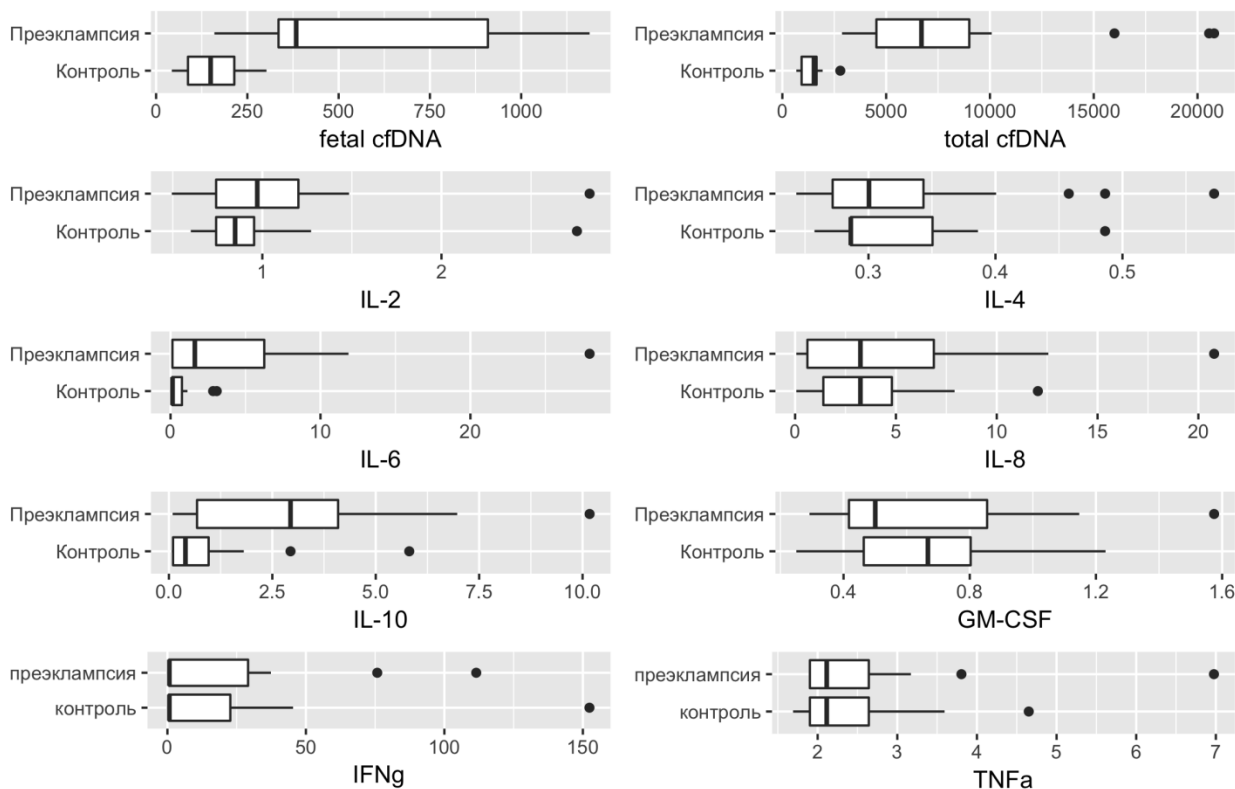 Преэклампсия
Контроль
0 250 500 750 1000
fetal cfDNA
Преэклампсия
Контроль
0 5000 10000 15000 20000
total cfDNA
Преэклампсия
Контроль
1 2
IL-2
Преэклампсия
Контроль
0.3 0.4 0.5
IL-4
Преэклампсия
Контроль
0 10 20
IL-6
Преэклампсия
Контроль
0 5 10 15 20
IL-8
Преэклампсия
Контроль
0.0 2.5 5.0 7.5 10.0
IL-10
Преэклампсия
Контроль
0.4 0.8 1.2 1.6
GM-CSF
преэклампсия
контроль
0 50 100 150
IFNg
преэклампсия
контроль
2 3 4 5 6 7
TNFa